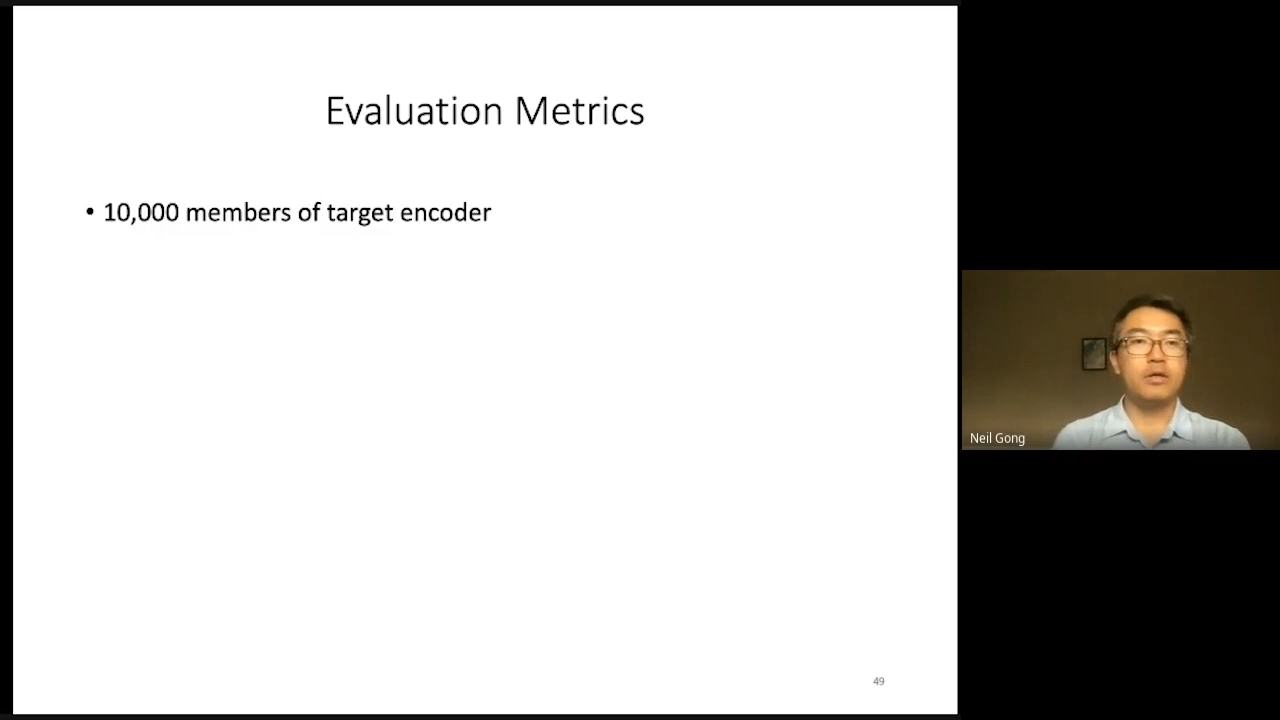 Evaluation Metrics
• 10,000 members of target encoder
49
Neil Gong